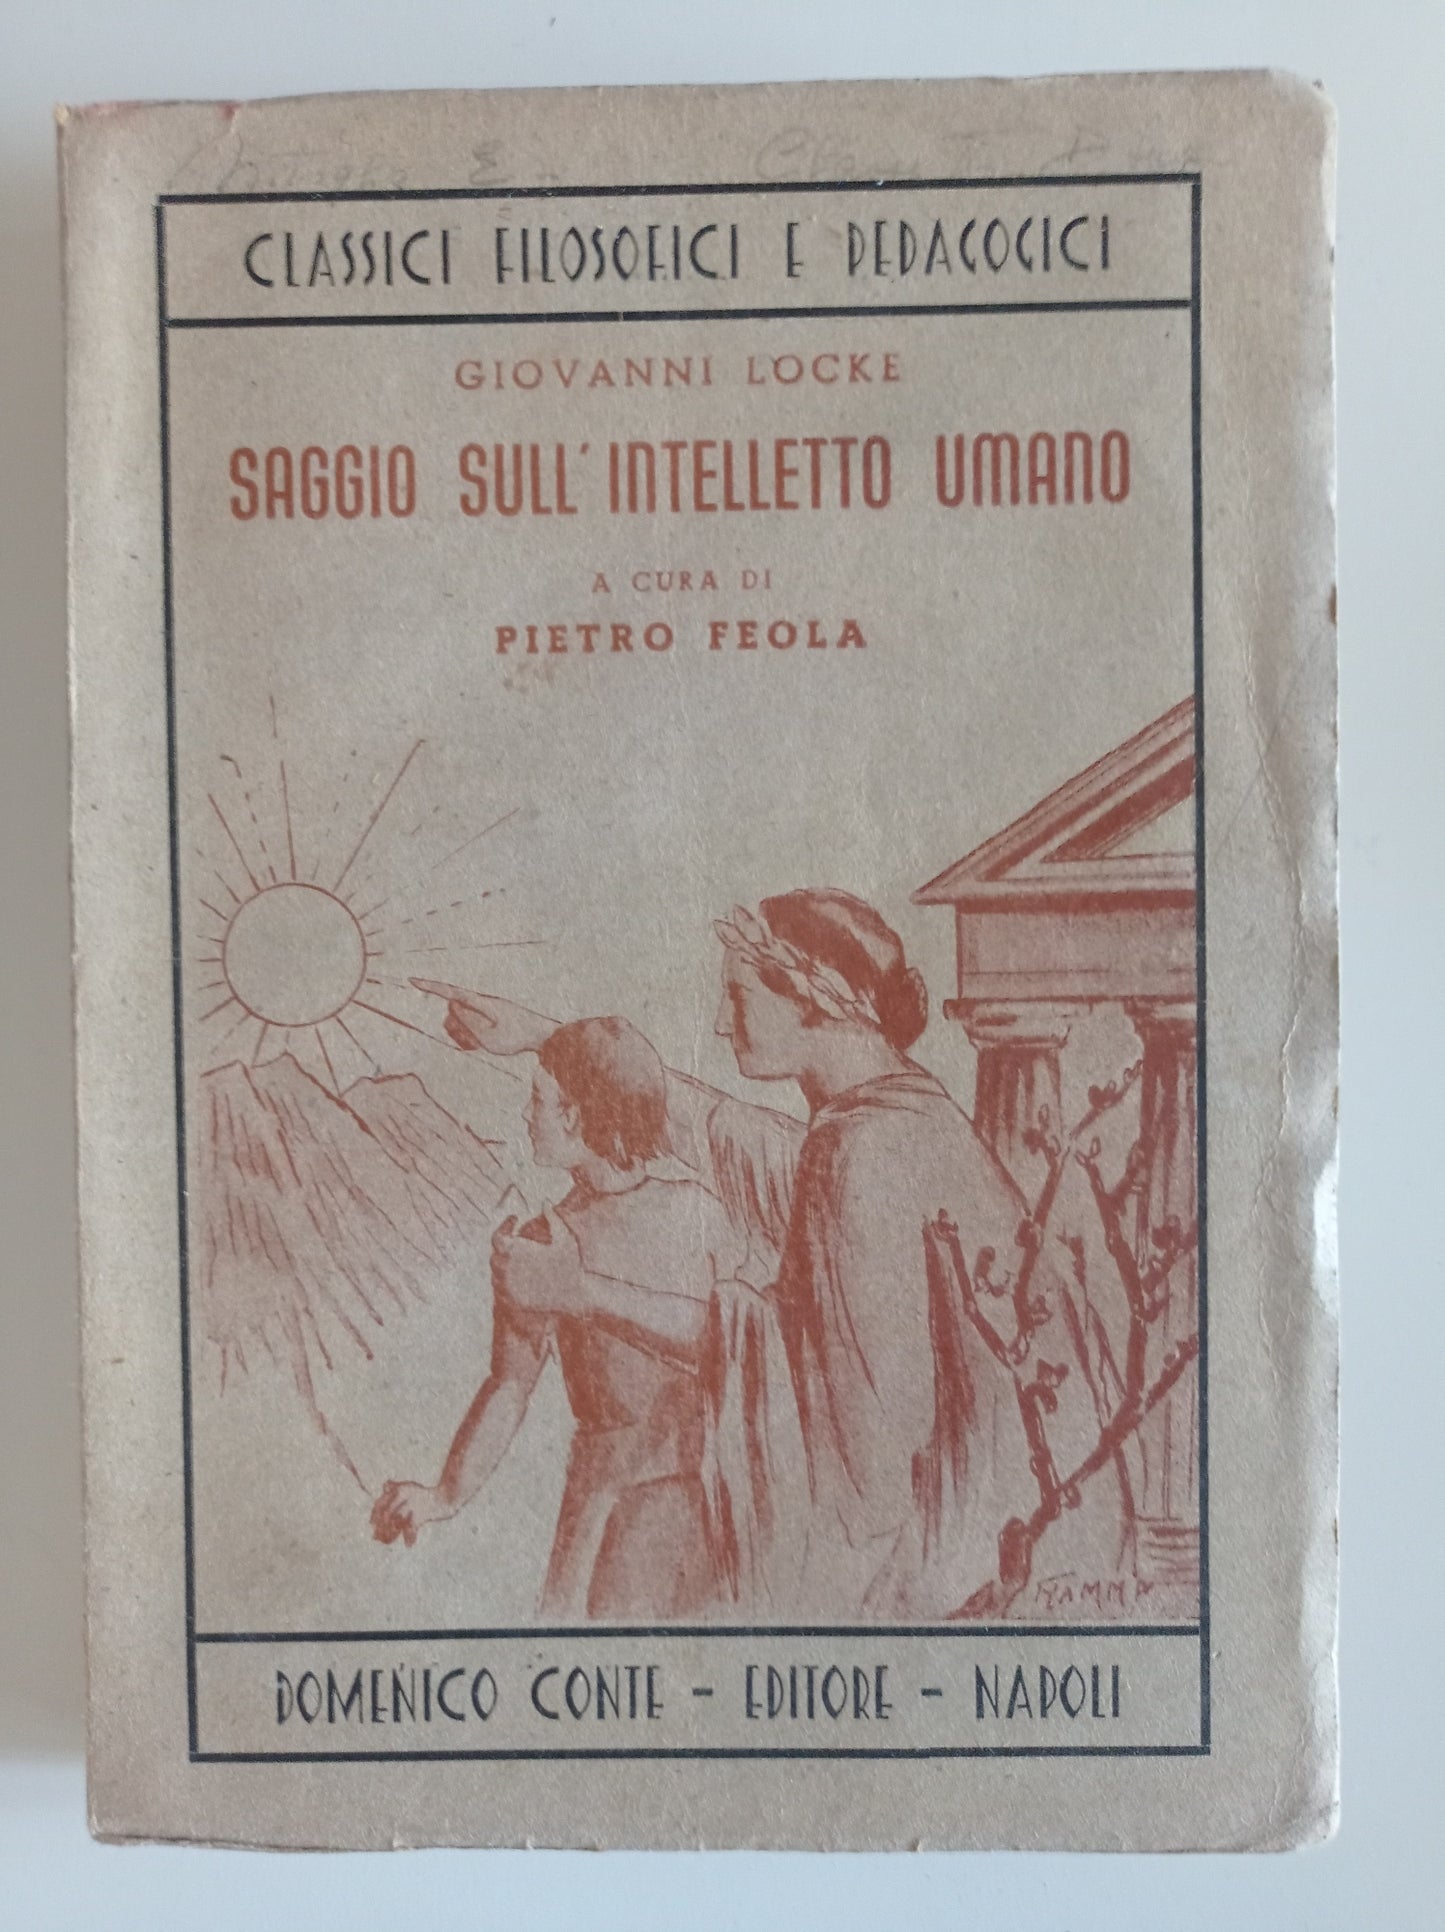 CLASSICI FILOSOFICI E PEDAGOGICI
GIOVANNI LOCKE
SAGGIO SULL'INTELLETTO UMANO
A CURA DI
PIETRO FEOLA
DOMENICO CONTE - EDITORE - NAPOLI